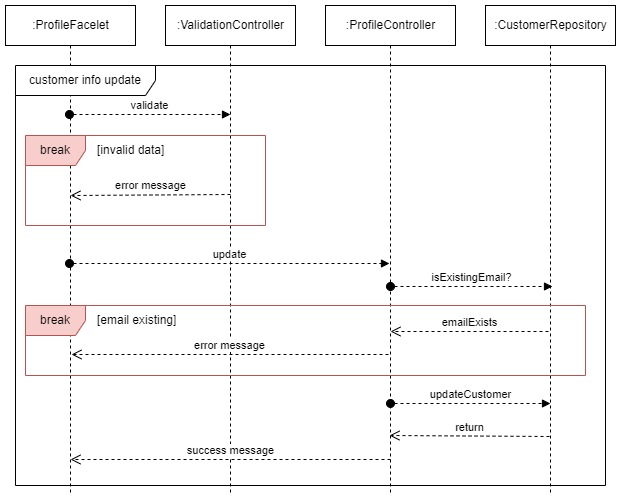 :ProfileFacelet
:ValidationController
:ProfileController
:CustomerRepository
customer info update
validate
break [invalid data]
error message
update
isExistingEmail?
break [email existing]
emailExists
error message
updateCustomer
return
success message